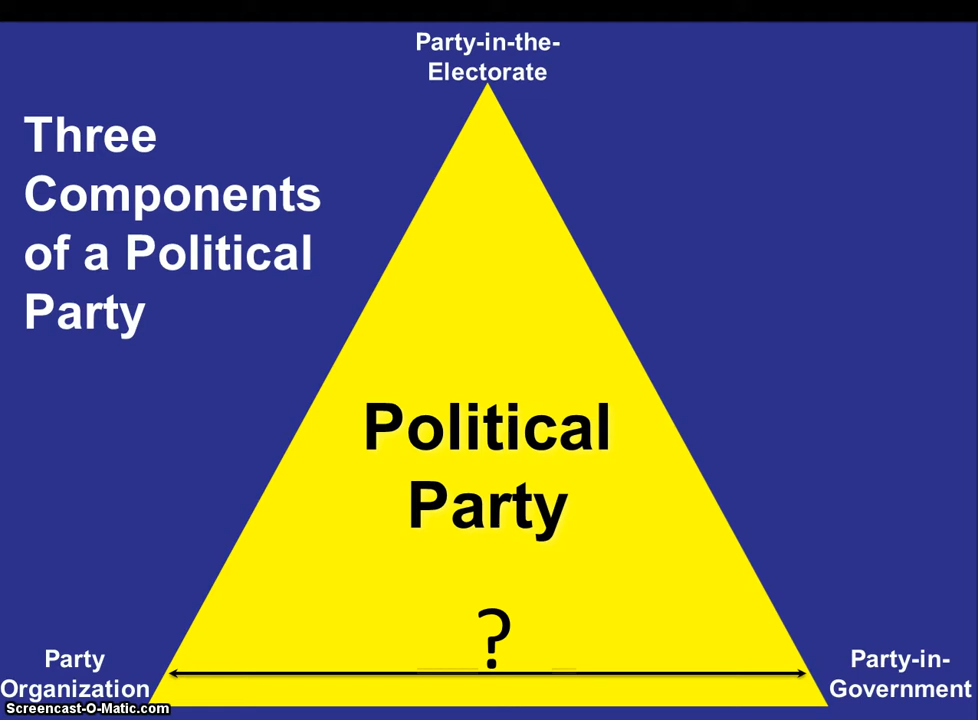 Party-in-the-
Electorate
Three
Components
of a Political
Party
Political
Party
?
Party
Organization
Party-in-
Government
Screencast-O-Matic.com